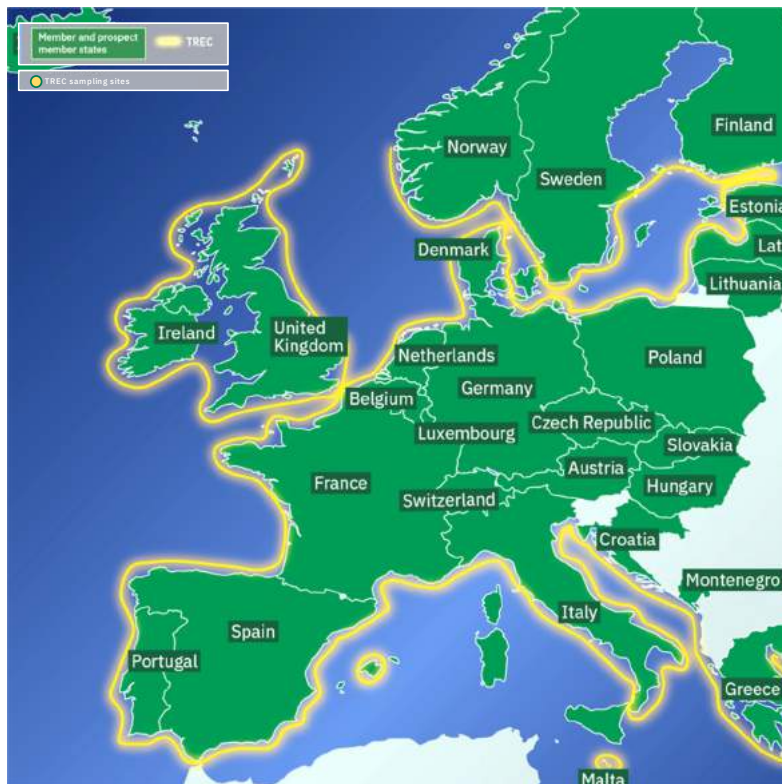 Member and prospect
member states
TREC
TREC sampling sites
Norway
Finland
Sweden
Estonia
Denmark
Lat
Lithuania
Ireland
United
Kingdom
Netherlands
Poland
Germany
Belgium
Czech Republic
Luxembourg
Slovakia
Austria
France
Hungary
Switzerland
Croatia
Montenegro
Italy
Spain
Portugal
Greece
Malta